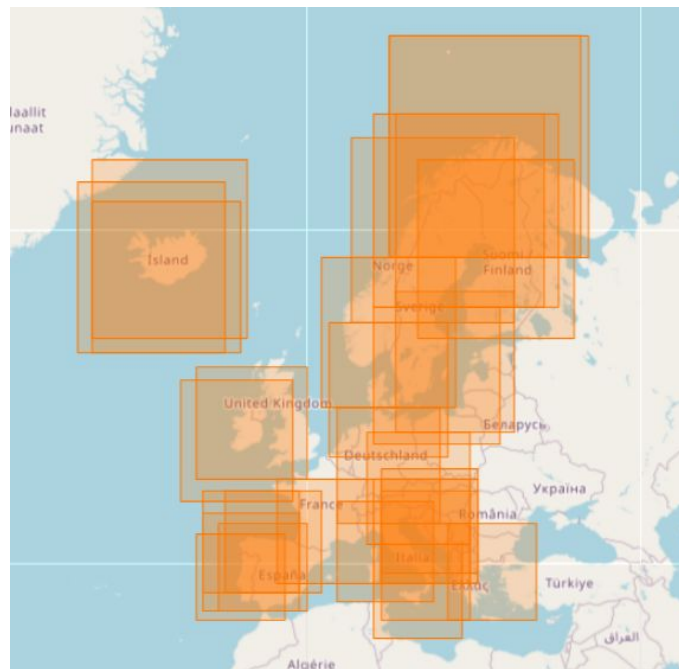 laallit
unaat
Ísland
Norge
Suomi /
Finland
Sverige
United Kingdom
Беларусь
Deutschland
Україна
France
România
Italia
España
Ελλάς
Türkiye
العراق
Algérie